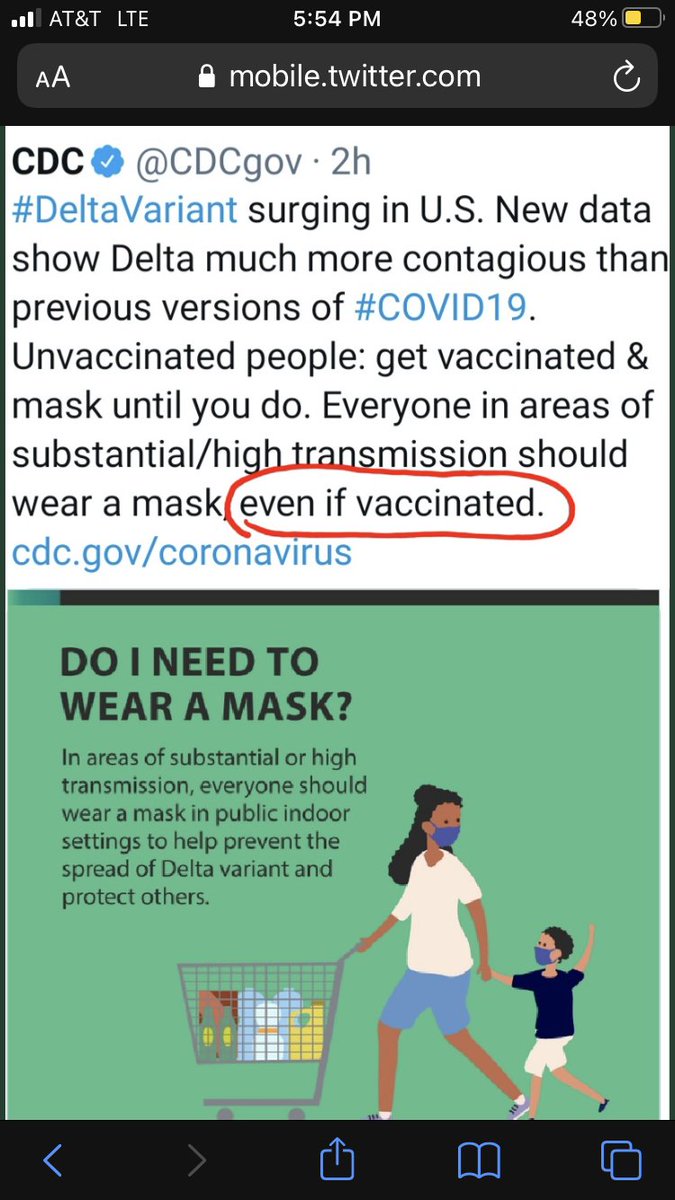 AT&T LTE 5:54 PM 48%
AA mobile.twitter.com
CDC @CDCgov · 2h
#DeltaVariant surging in U.S. New data
show Delta much more contagious than
previous versions of #COVID19.
Unvaccinated people: get vaccinated &
mask until you do. Everyone in areas of
substantial/high transmission should
wear a mask, even if vaccinated.
cdc.gov/coronavirus
DO I NEED TO
WEAR A MASK?
In areas of substantial or high
transmission, everyone should
wear a mask in public indoor
settings to help prevent the
spread of Delta variant and
protect others.